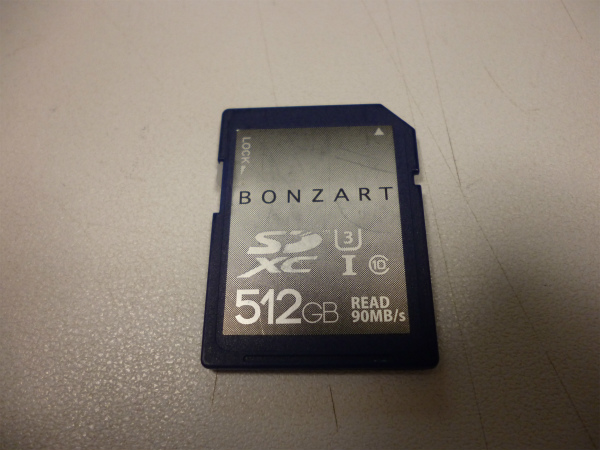 LOCK
BONZART
SD
XC
3
I
10
512GB
READ
90MB/s